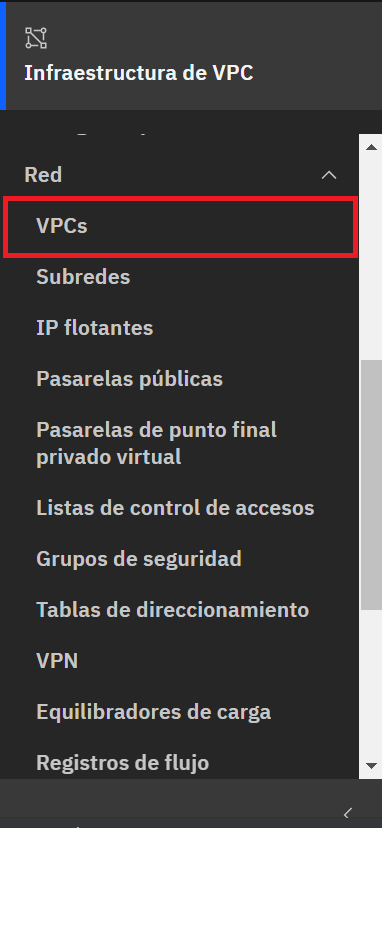 Infraestructura de VPC
Red
VPCs
Subredes
IP flotantes
Pasarelas públicas
Pasarelas de punto final
privado virtual
Listas de control de accesos
Grupos de seguridad
Tablas de direccionamiento
VPN
Equilibradores de carga
Registros de flujo